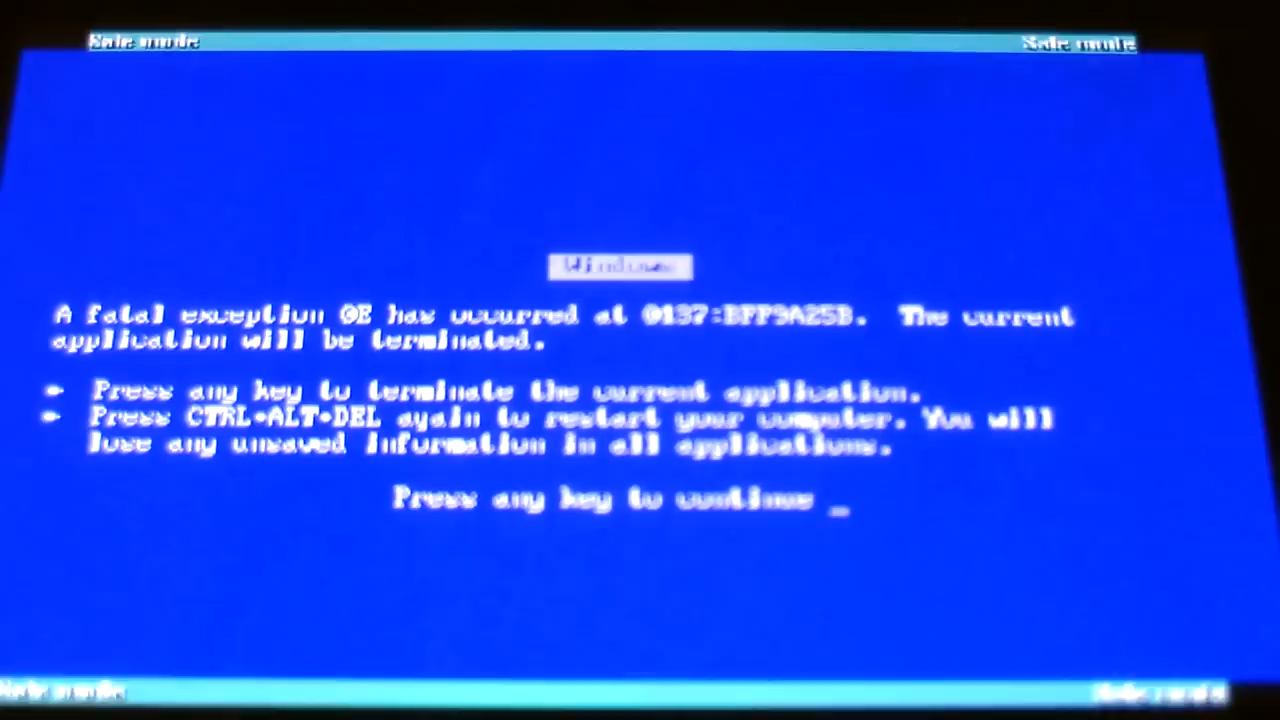 Safe mode Safe mode
Windows
A fatal exception 0E has occurred at 0137:BFF9A25B. The current
application will be terminated.
* Press any key to terminate the current application.
* Press CTRL+ALT+DEL again to restart your computer. You will
lose any unsaved information in all applications.
Press any key to continue _
Safe mode Safe mode